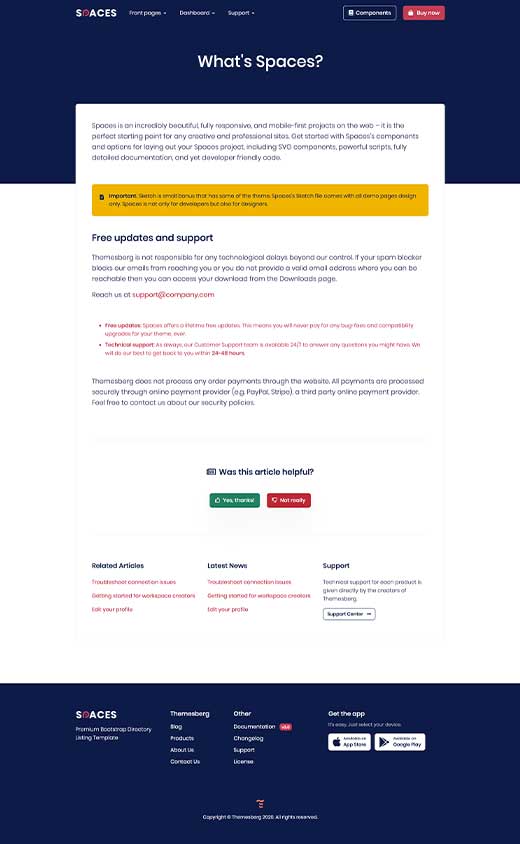 SPACES Front pages Dashboard Support Components Buy now
What's Spaces?
Spaces is an incredibly beautiful, fully responsive, and mobile-first projects on the web – it is the
perfect starting point for any creative and professional sites. Get started with Spaces's components
and options for laying out your Spaces project, including SVG components, powerful scripts, fully
detailed documentation, and yet developer friendly code.
Important: Sketch is small bonus that has some of the theme. Spaces's Sketch file comes with all demo pages design
only. Spaces is not only for developers but also for designers.
Free updates and support
Themesberg is not responsible for any technological delays beyond our control. If your spam blocker
blocks our emails from reaching you or you do not provide a valid email address where you can be
reachable then you can access your download from the Downloads page.
Reach us at support@company.com
Free updates: Spaces offers a lifetime free updates. This means you will never pay for any bug-fixes and compatibility
upgrades for your theme, ever.
Technical support: As always, our Customer Support team is available 24/7 to answer any questions you might have. We
will do our best to get back to you within 24-48 hours.
Themesberg does not process any order payments through the website. All payments are processed
securely through online payment provider (e.g. PayPal, Stripe), a third party online payment provider.
Feel free to contact us about our security policies.
Was this article helpful?
Yes, thanks! Not really
Related Articles
Troubleshoot connection issues
Getting started for workspace creators
Edit your profile
Latest News
Troubleshoot connection issues
Getting started for workspace creators
Edit your profile
Support
Technical support for each product is
given directly by the creators of
Themesberg.
Support Center
SPACES
Premium Bootstrap Directory
Listing Template
Themesberg
Blog
Products
About Us
Contact Us
Other
Documentation
Changelog
Support
License
Get the app
It's easy. Just select your device.
Available on
App Store
Available on
Google Play
Copyright © Themesberg 2020. All rights reserved.